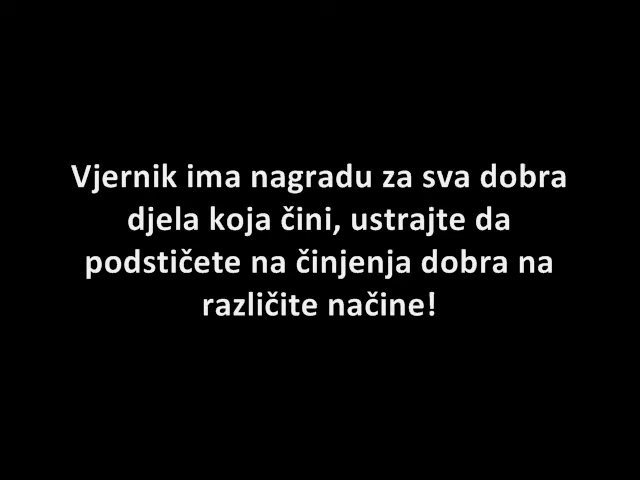 Vjernik ima nagradu za sva dobra
djela koja čini, ustrajte da
podstičete na činjenja dobra na
različite načine!